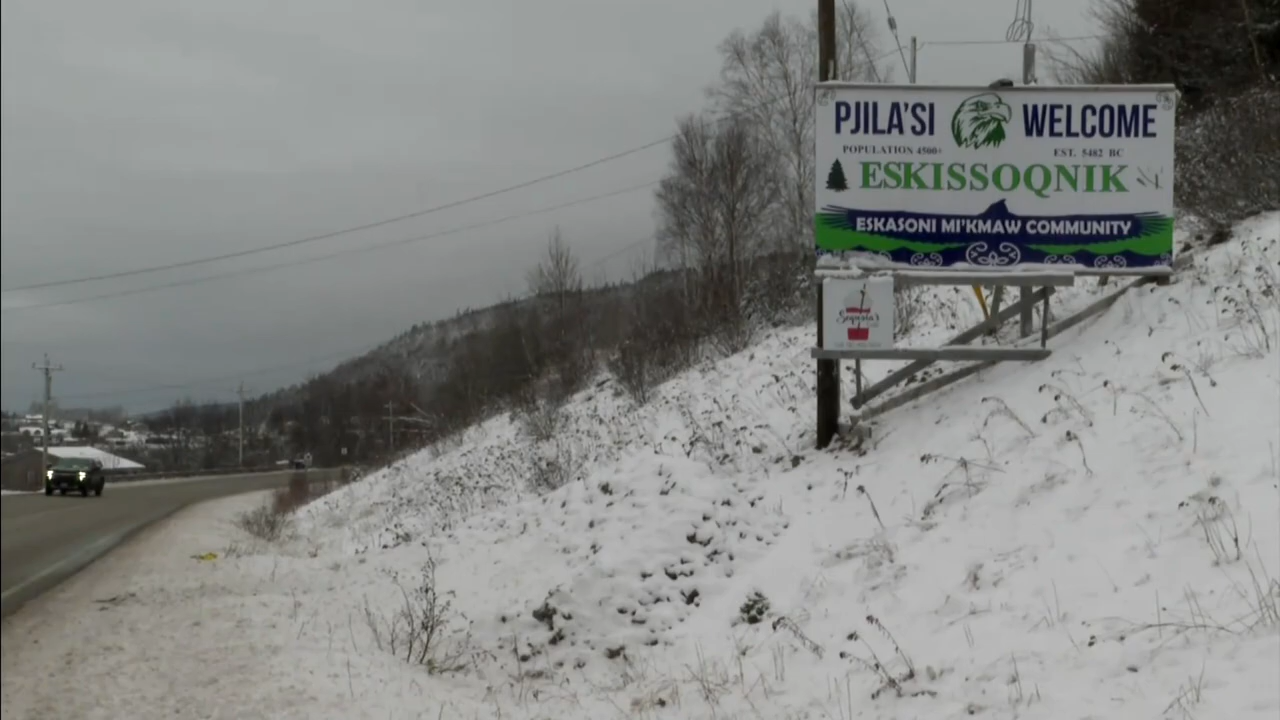 PJILA'SI WELCOME
POPULATION 4500+ EST. 5482 BC
ESKISSOQNIK
ESKASONI MI'KMAW COMMUNITY